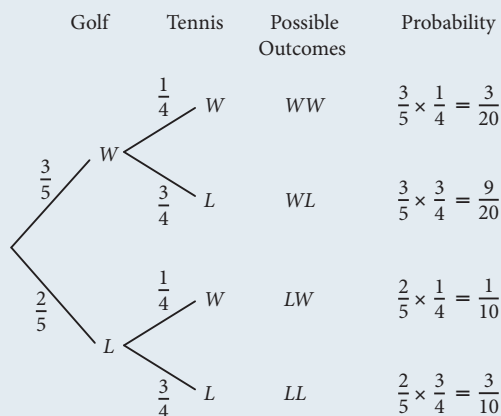 Golf Tennis Possible Outcomes Probability
1/4 W WW 3/5 × 1/4 = 3/20
3/5 W
3/4 L WL 3/5 × 3/4 = 9/20
2/5 L
1/4 W LW 2/5 × 1/4 = 1/10
3/4 L LL 2/5 × 3/4 = 3/10